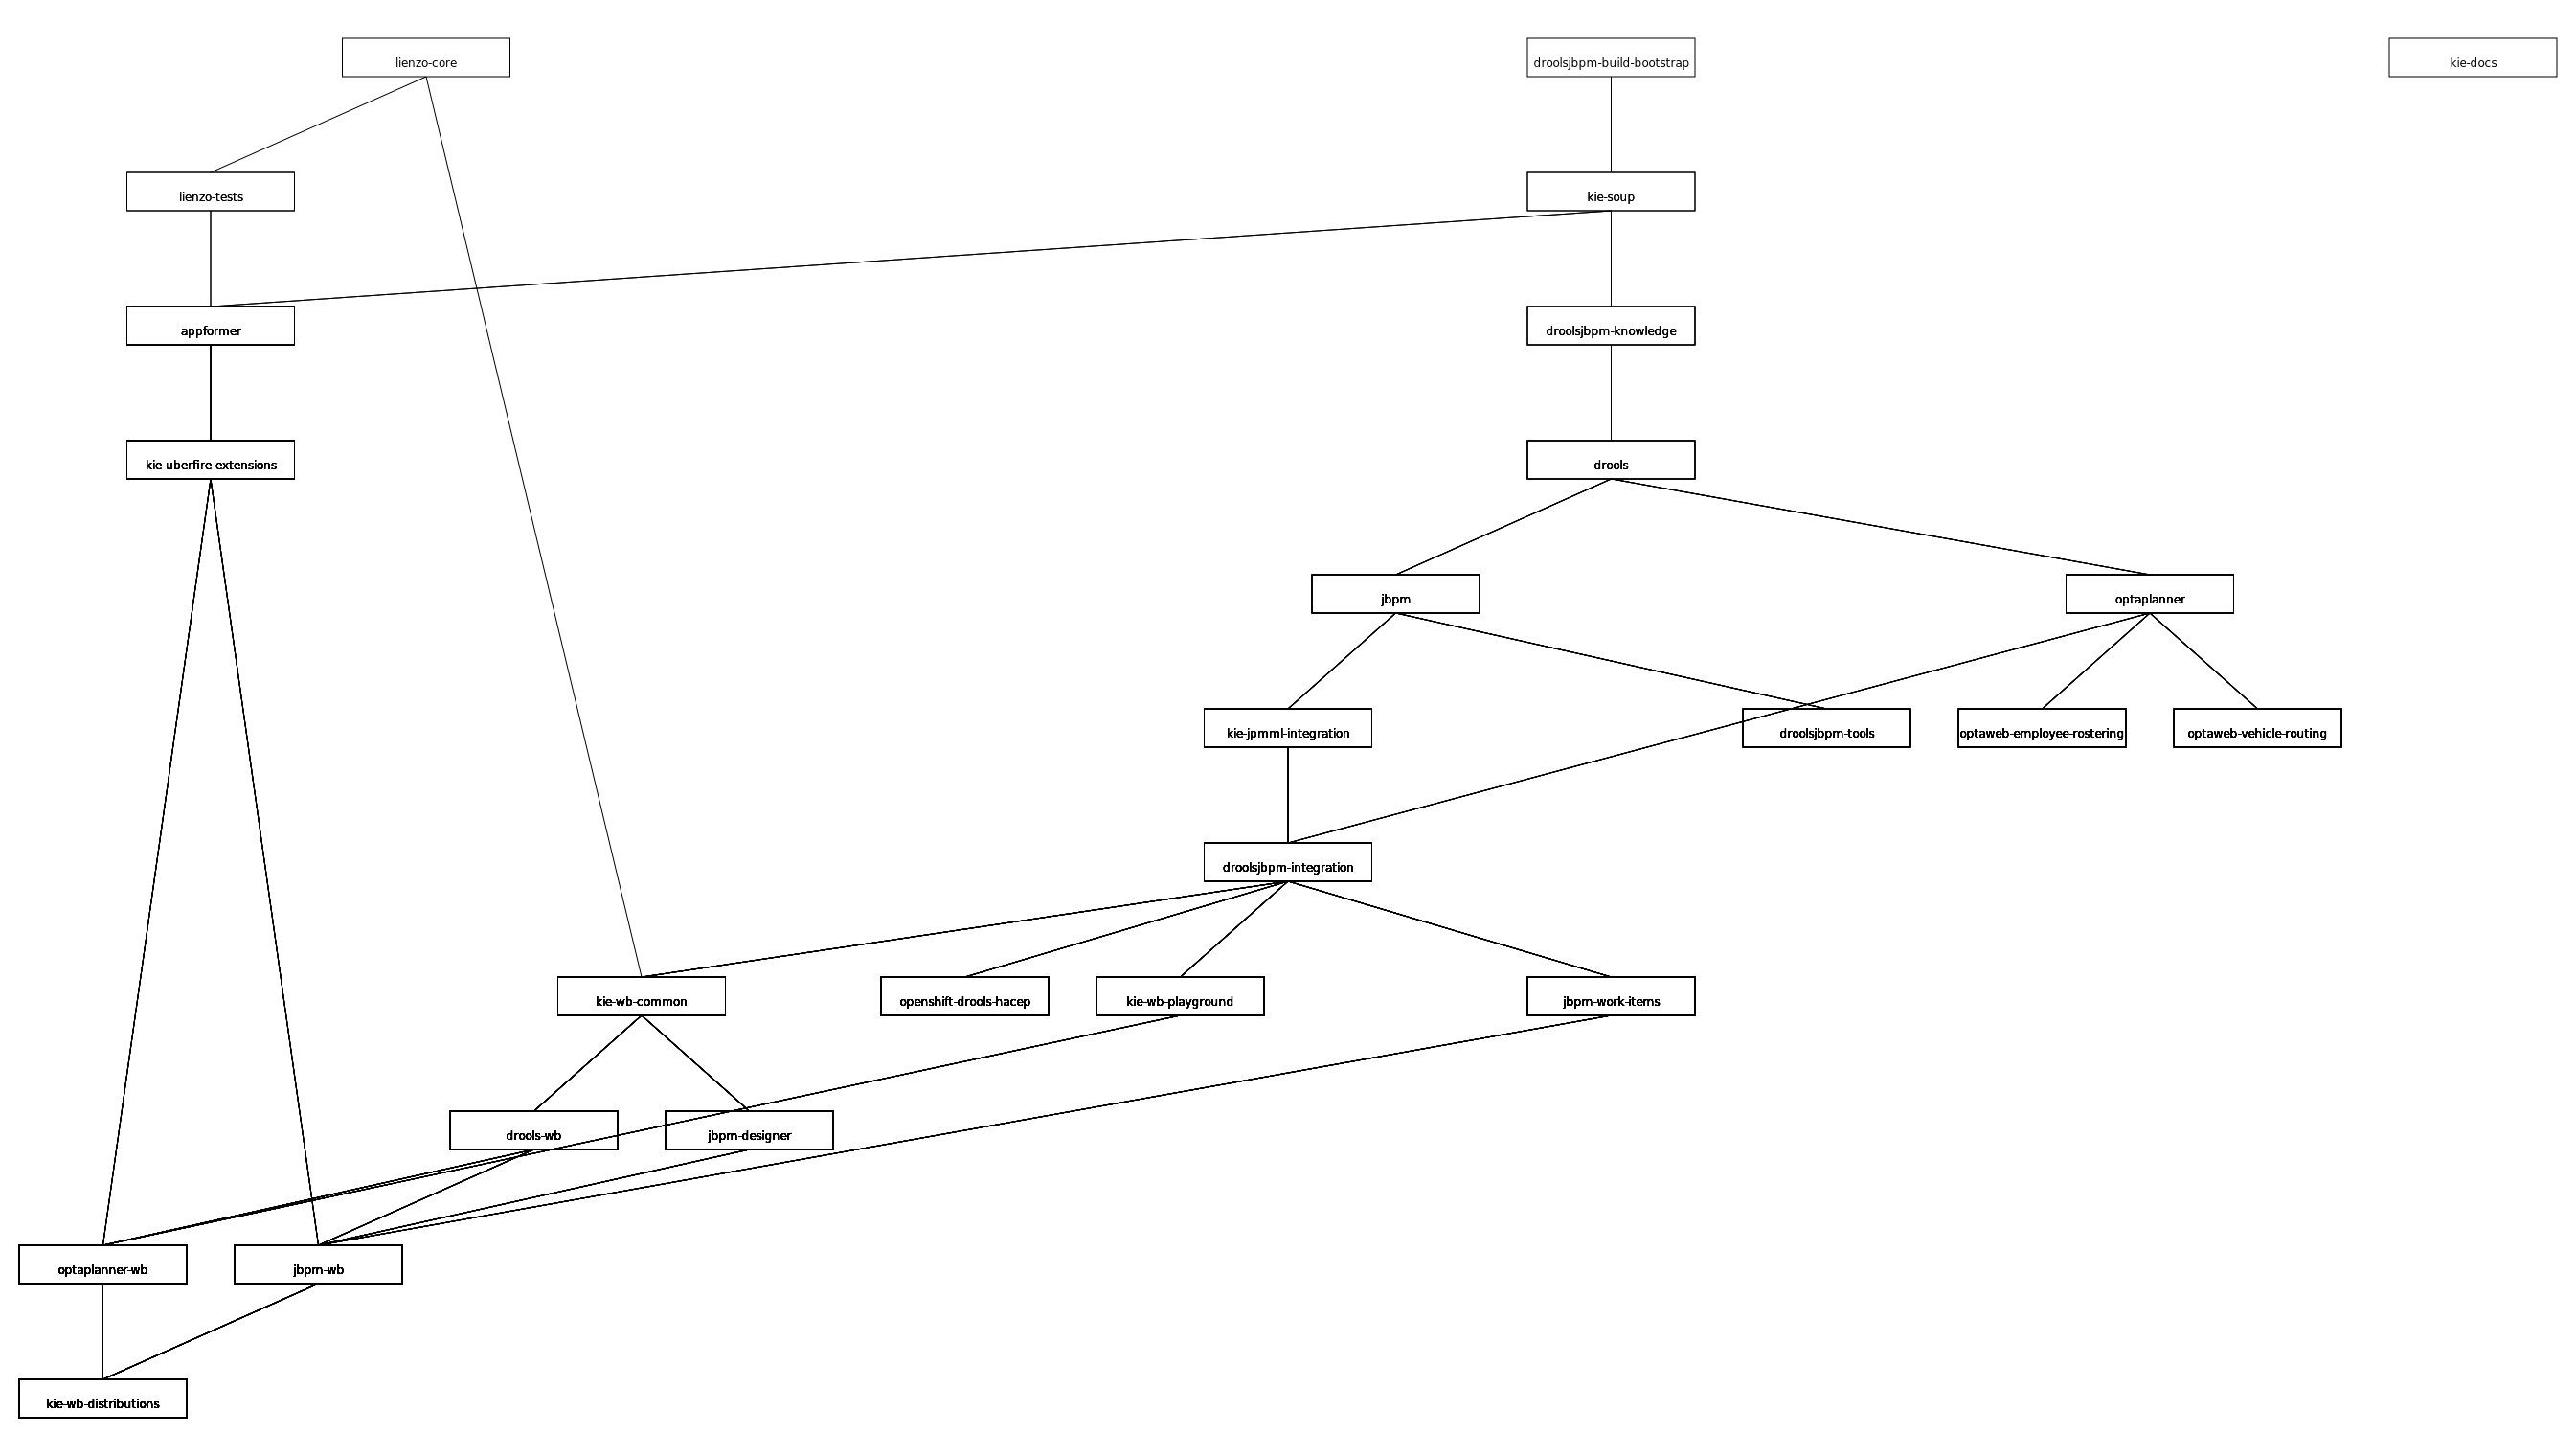 lienzo-core
droolsjbpm-build-bootstrap
kie-docs
lienzo-tests
kie-soup
appformer
droolsjbpm-knowledge
kie-uberfire-extensions
drools
jbpm
optaplanner
kie-jpmml-integration
droolsjbpm-tools
optaweb-employee-rostering
optaweb-vehicle-routing
droolsjbpm-integration
kie-wb-common
openshift-drools-hacep
kie-wb-playground
jbpm-work-items
drools-wb
jbpm-designer
optaplanner-wb
jbpm-wb
kie-wb-distributions